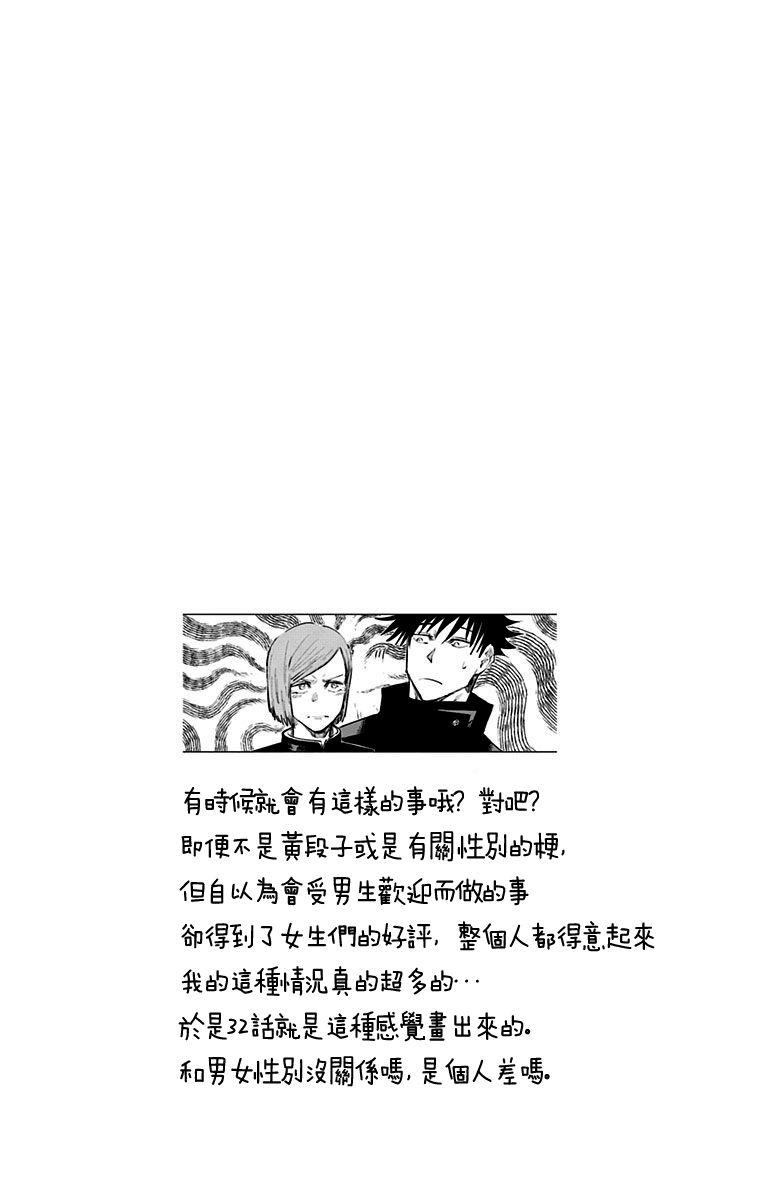 有時候就會有這樣的事哦？對吧？
即便不是黃段子或是有關性別的梗，
但自以為會受男生歡迎而做的事
卻得到了女生們的好評，整個人都得意起來
我的這種情況真的超多的…
於是32話就是這種感覺畫出來的。
和男女性別沒關係嗎，是個人差嗎。